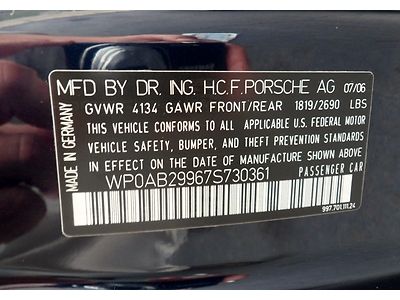 MFD BY DR. ING. H.C.F. PORSCHE AG 07/06
GVWR 4134 GAWR FRONT/REAR 1819/2690 LBS
THIS VEHICLE CONFORMS TO ALL APPLICABLE U.S. FEDERAL MOTOR
VEHICLE SAFETY, BUMPER, AND THEFT PREVENTION STANDARDS
IN EFFECT ON THE DATE OF MANUFACTURE SHOWN ABOVE.
WP0AB29967S730361 PASSENGER CAR
997.701.111.24
MADE IN GERMANY